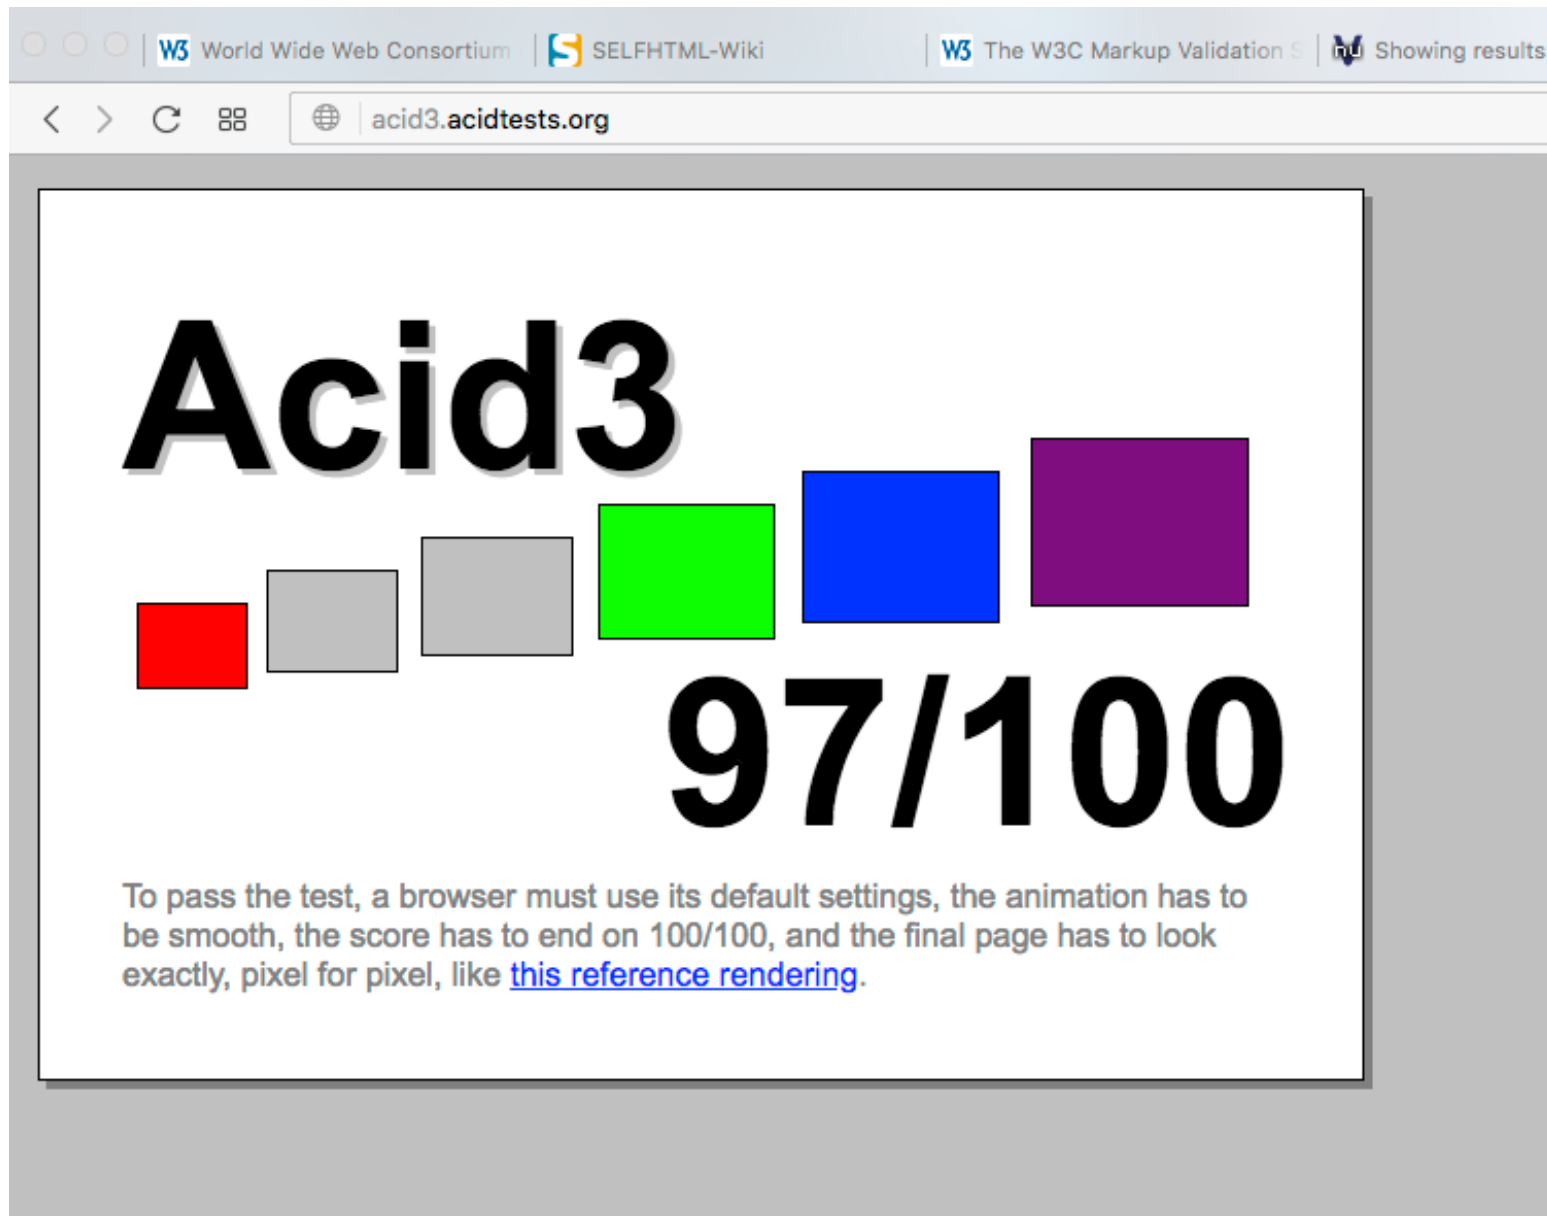 W3 World Wide Web Consortium
SELFHTML-Wiki
W3 The W3C Markup Validation S
nu Showing results
acid3.acidtests.org
Acid3
97/100
To pass the test, a browser must use its default settings, the animation has to
be smooth, the score has to end on 100/100, and the final page has to look
exactly, pixel for pixel, like this reference rendering.